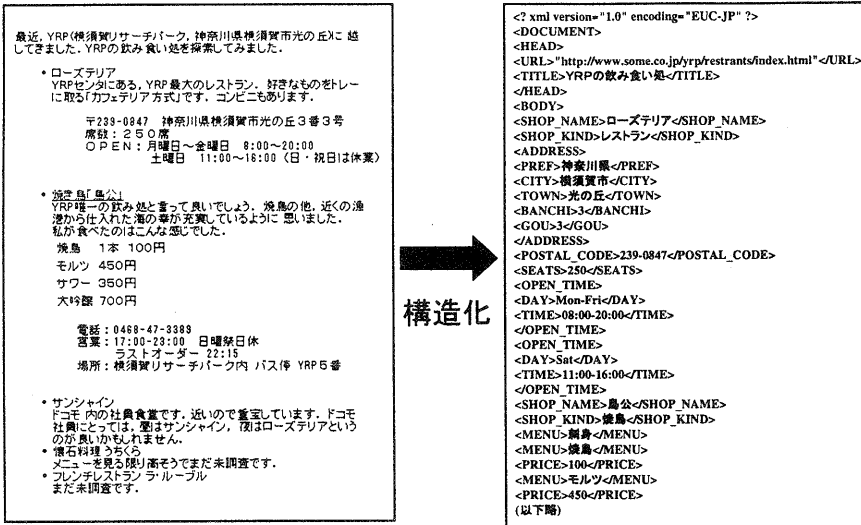 最近, YRP(横須賀リサーチパーク, 神奈川県横須賀市光の丘)に 越
してきました. YRPの飲み食い処を探索してみました.
・ローズテリア
YRPセンタにある, YRP最大のレストラン. 好きなものをトレー
に取る「カフェテリア方式」です. コンビニもあります.
〒239-0847 神奈川県横須賀市光の丘３番３号
席数：２５０席
ＯＰＥＮ：月曜日～金曜日 8:00～20:00
土曜日 11:00～16:00 (日・祝日は休業)
・焼き鳥「鳥公」
YRP唯一の飲み処と言って良いでしょう. 焼鳥の他, 近くの漁
港から仕入れた海の幸が充実しているように 思いました.
私が食べたのはこんな感じでした.
焼鳥 1本 100円
モルツ 450円
サワー 350円
大吟醸 700円
電話：0468-47-3389
営業：17:00-23:00 日曜祭日休
ラストオーダー 22:15
場所：横須賀リサーチパーク内 バス停 YRP５番
・サンシャイン
ドコモ 内の社員食堂です. 近いので重宝しています. ドコモ
社員にとっては, 昼はサンシャイン, 夜はローズテリアという
のが良いかもしれません.
・懐石料理 うちくら
メニューを見る限り高そうでまだ未調査です.
・フレンチレストラン ラ・ルーブル
まだ未調査です.
構造化
<? xml version="1.0" encoding="EUC-JP" ?>
<DOCUMENT>
<HEAD>
<URL>"http://www.some.co.jp/yrp/restrants/index.html"</URL>
<TITLE>YRPの飲み食い処</TITLE>
</HEAD>
<BODY>
<SHOP_NAME>ローズテリア</SHOP_NAME>
<SHOP_KIND>レストラン</SHOP_KIND>
<ADDRESS>
<PREF>神奈川県</PREF>
<CITY>横須賀市</CITY>
<TOWN>光の丘</TOWN>
<BANCHI>3</BANCHI>
<GOU>3</GOU>
</ADDRESS>
<POSTAL_CODE>239-0847</POSTAL_CODE>
<SEATS>250</SEATS>
<OPEN_TIME>
<DAY>Mon-Fri</DAY>
<TIME>08:00-20:00</TIME>
</OPEN_TIME>
<OPEN_TIME>
<DAY>Sat</DAY>
<TIME>11:00-16:00</TIME>
</OPEN_TIME>
<SHOP_NAME>鳥公</SHOP_NAME>
<SHOP_KIND>焼鳥</SHOP_KIND>
<MENU>刺身</MENU>
<MENU>焼鳥</MENU>
<PRICE>100</PRICE>
<MENU>モルツ</MENU>
<PRICE>450</PRICE>
(以下略)